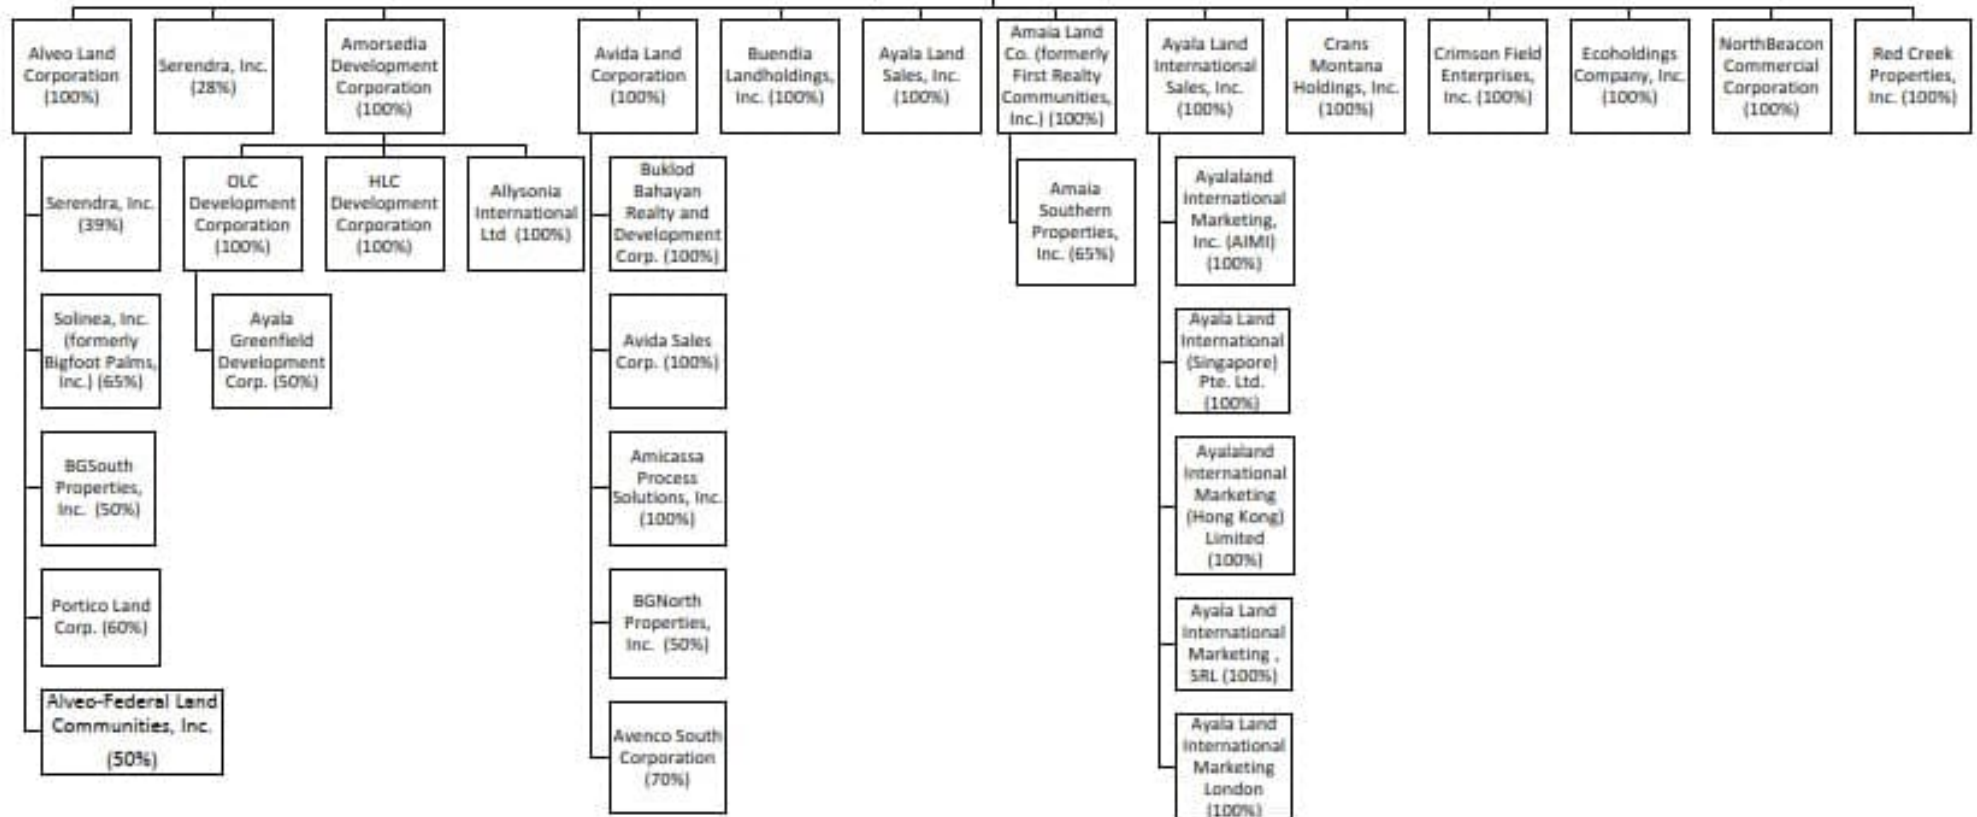 Alveo Land
Corporation
(100%)
Serendra, Inc.
(28%)
Amorsedia
Development
Corporation
(100%)
Avida Land
Corporation
(100%)
Buendia
Landholdings,
Inc. (100%)
Ayala Land
Sales, Inc.
(100%)
Amaia Land
Co. (formerly
First Realty
Communities,
Inc.) (100%)
Ayala Land
International
Sales, Inc.
(100%)
Crans
Montana
Holdings, Inc.
(100%)
Crimson Field
Enterprises,
Inc. (100%)
Ecoholdings
Company, Inc.
(100%)
NorthBeacon
Commercial
Corporation
(100%)
Red Creek
Properties,
Inc. (100%)
Serendra, Inc.
(39%)
Solinea, Inc.
(formerly
Bigfoot Palms,
Inc.) (65%)
BGSouth
Properties,
Inc. (50%)
Portico Land
Corp. (60%)
Alveo-Federal Land
Communities, Inc.
(50%)
OLC
Development
Corporation
(100%)
Ayala
Greenfield
Development
Corp. (50%)
HLC
Development
Corporation
(100%)
Allysonia
International
Ltd (100%)
Buklod
Bahayan
Realty and
Development
Corp. (100%)
Avida Sales
Corp. (100%)
Amicassa
Process
Solutions, Inc.
(100%)
BGNorth
Properties,
Inc. (50%)
Avenco South
Corporation
(70%)
Amaia
Southern
Properties,
Inc. (65%)
Ayalaland
International
Marketing,
Inc. (AIMI)
(100%)
Ayala Land
International
(Singapore)
Pte. Ltd.
(100%)
Ayalaland
International
Marketing
(Hong Kong)
Limited
(100%)
Ayala Land
International
Marketing ,
SRL (100%)
Ayala Land
International
Marketing
London
(100%)